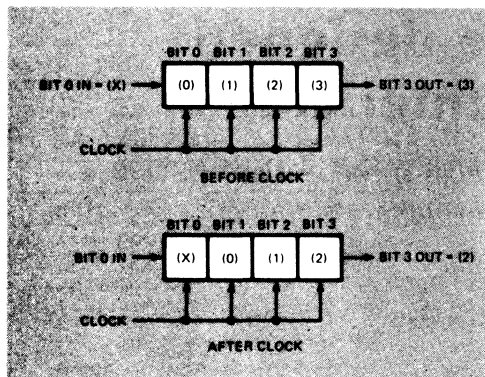 BIT 0 BIT 1 BIT 2 BIT 3
BIT 0 IN = (X) (0) (1) (2) (3) BIT 3 OUT = (3)
CLOCK
BEFORE CLOCK
BIT 0 BIT 1 BIT 2 BIT 3
BIT 0 IN (X) (0) (1) (2) BIT 3 OUT = (2)
CLOCK
AFTER CLOCK